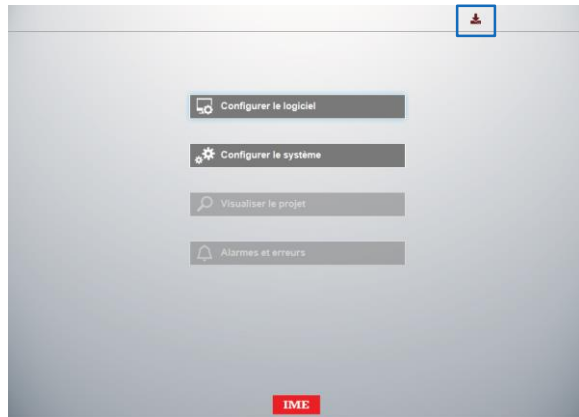 Configurer le logiciel
Configurer le système
Visualiser le projet
Alarmes et erreurs
IME